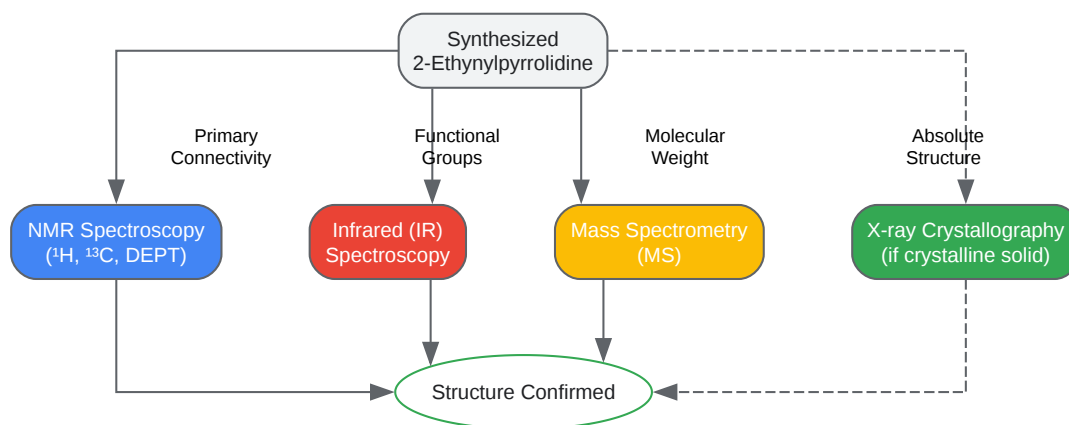 Synthesized
2-Ethynylpyrrolidine
Primary
Connectivity
Functional
Groups
Molecular
Weight
Absolute
Structure
NMR Spectroscopy
(¹H, ¹³C, DEPT)
Infrared (IR)
Spectroscopy
Mass Spectrometry
(MS)
X-ray Crystallography
(if crystalline solid)
Structure Confirmed